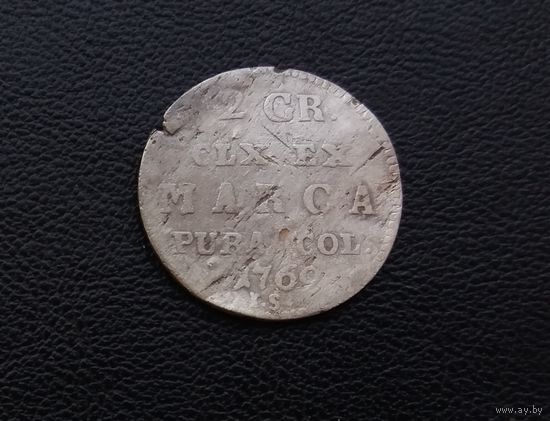 2 GR.
CLX. EX
MARCA
PURA. COL.
1769
I.S
www.ay.by